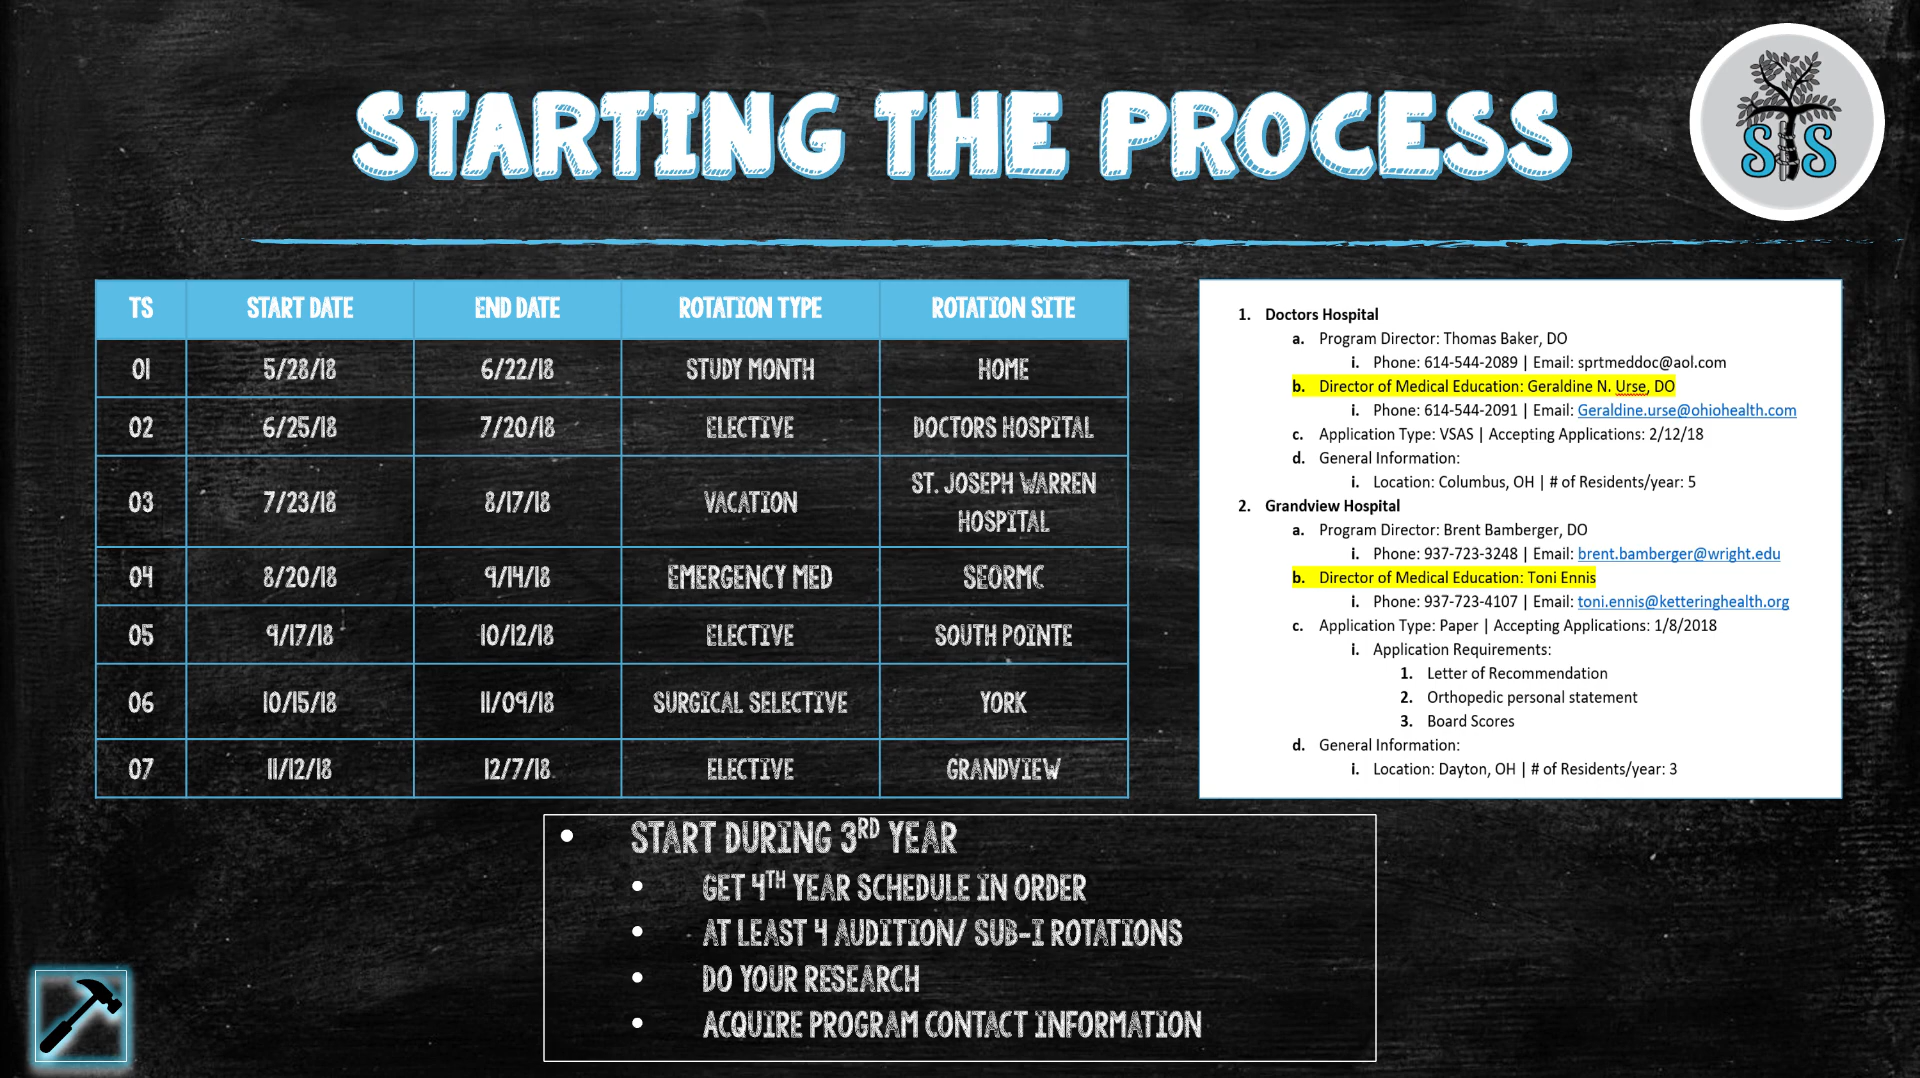 STARTING THE PROCESS
STS
TS START DATE END DATE ROTATION TYPE ROTATION SITE
01 5/28/18 6/22/18 STUDY MONTH HOME
02 6/25/18 7/20/18 ELECTIVE DOCTORS HOSPITAL
03 7/23/18 8/17/18 VACATION ST. JOSEPH WARREN
HOSPITAL
04 8/20/18 9/14/18 EMERGENCY MED SEORMC
05 9/17/18 10/12/18 ELECTIVE SOUTH POINTE
06 10/15/18 11/09/18 SURGICAL SELECTIVE YORK
07 11/12/18 12/7/18 ELECTIVE GRANDVIEW
1. Doctors Hospital
a. Program Director: Thomas Baker, DO
i. Phone: 614-544-2089 | Email: sprtmeddoc@aol.com
b. Director of Medical Education: Geraldine N. Urse, DO
i. Phone: 614-544-2091 | Email: Geraldine.urse@ohiohealth.com
c. Application Type: VSAS | Accepting Applications: 2/12/18
d. General Information:
i. Location: Columbus, OH | # of Residents/year: 5
2. Grandview Hospital
a. Program Director: Brent Bamberger, DO
i. Phone: 937-723-3248 | Email: brent.bamberger@wright.edu
b. Director of Medical Education: Toni Ennis
i. Phone: 937-723-4107 | Email: toni.ennis@ketteringhealth.org
c. Application Type: Paper | Accepting Applications: 1/8/2018
i. Application Requirements:
1. Letter of Recommendation
2. Orthopedic personal statement
3. Board Scores
d. General Information:
i. Location: Dayton, OH | # of Residents/year: 3
• START DURING 3RD YEAR
• GET 4TH YEAR SCHEDULE IN ORDER
• AT LEAST 4 AUDITION/ SUB-I ROTATIONS
• DO YOUR RESEARCH
• ACQUIRE PROGRAM CONTACT INFORMATION